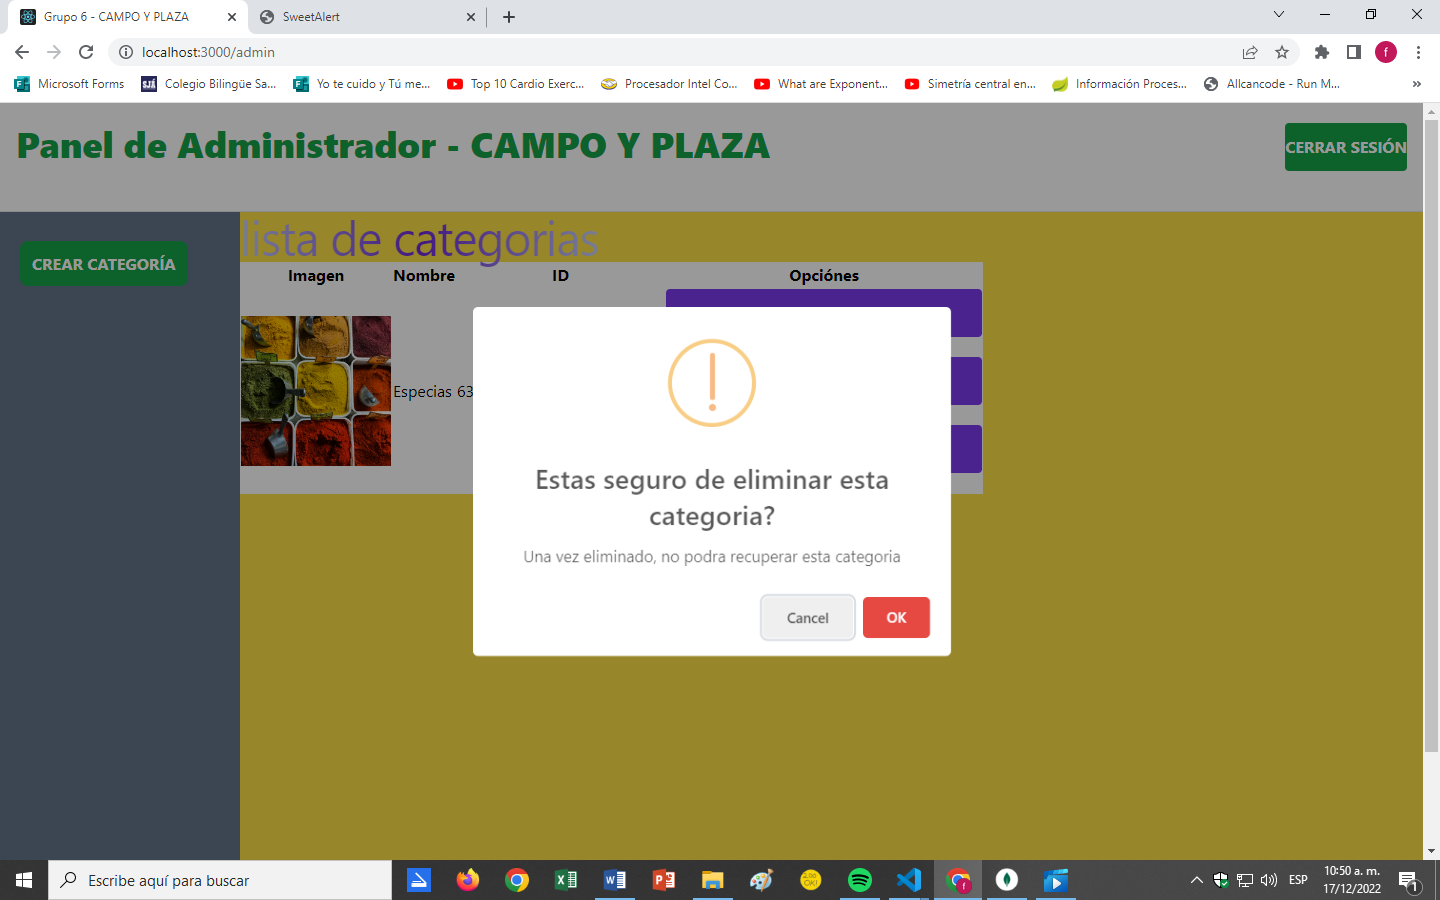 Grupo 6 - CAMPO Y PLAZA
SweetAlert
localhost:3000/admin
f
Microsoft Forms
Colegio Bilingüe Sa...
Yo te cuido y Tú me...
Top 10 Cardio Exerc...
Procesador Intel Co...
What are Exponent...
Simetría central en...
Información Proces...
Allcancode - Run M...
»
Panel de Administrador - CAMPO Y PLAZA
CERRAR SESIÓN
CREAR CATEGORÍA
lista de categorias
Imagen Nombre ID Opciónes
Especias 63
Estas seguro de eliminar esta
categoria?
Una vez eliminado, no podra recuperar esta categoria
Cancel
OK
Escribe aquí para buscar
ESP
10:50 a. m.
17/12/2022
1